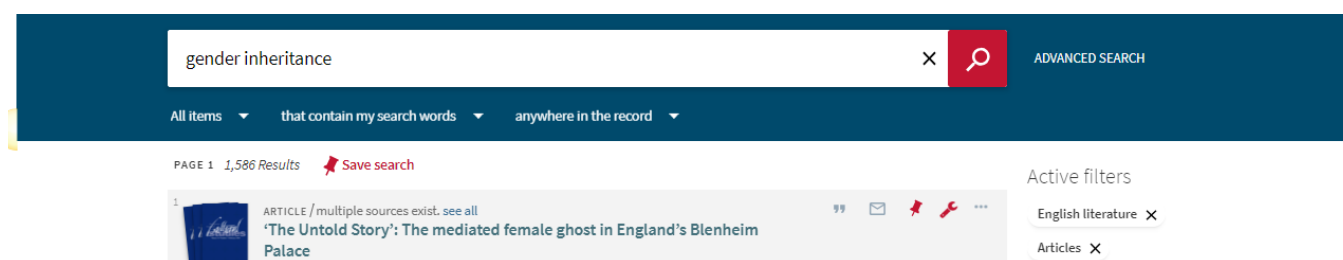 gender inheritance
ADVANCED SEARCH
All items that contain my search words anywhere in the record
PAGE 1 1,586 Results Save search
Active filters
1
ARTICLE / multiple sources exist. see all
‘The Untold Story’: The mediated female ghost in England’s Blenheim
Palace
English literature
Articles